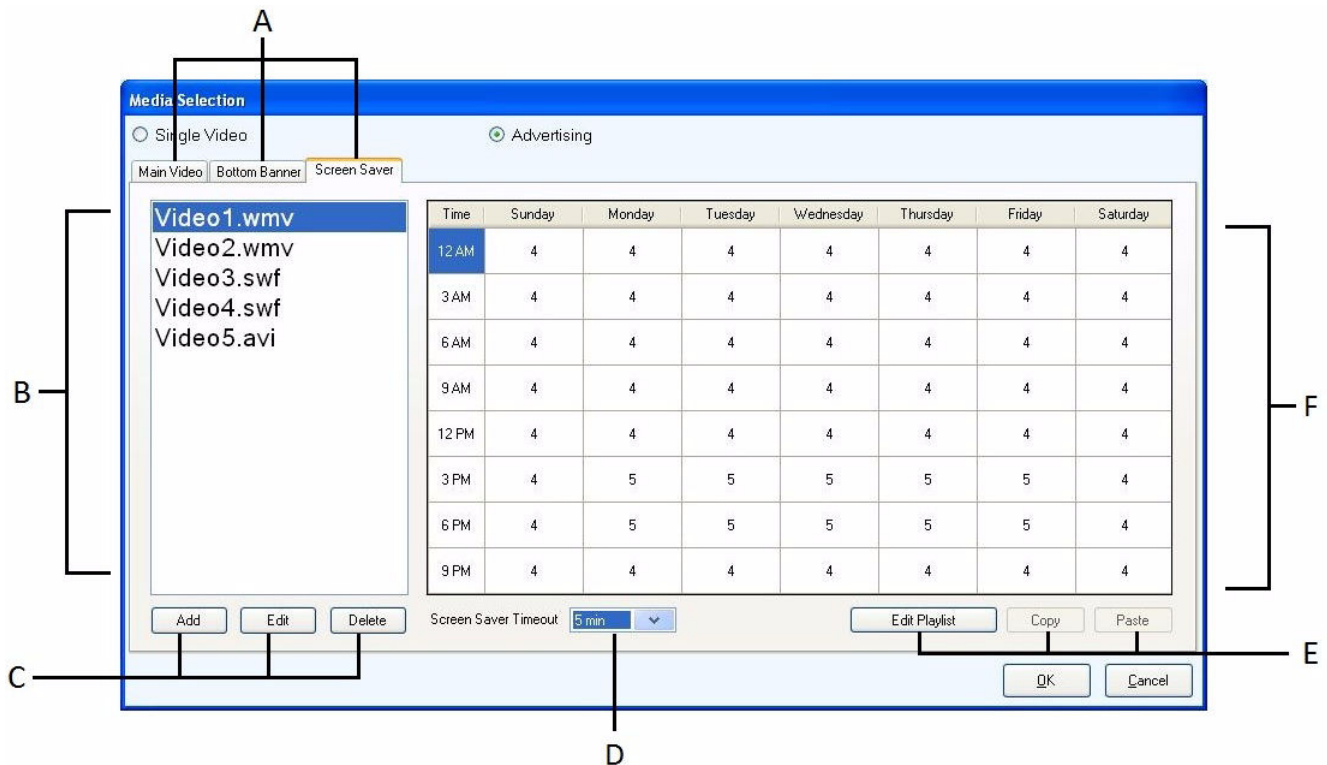 A
Media Selection
Single Video Advertising
Main Video Bottom Banner Screen Saver
Video1.wmv
Video2.wmv
Video3.swf
Video4.swf
Video5.avi
Time Sunday Monday Tuesday Wednesday Thursday Friday Saturday
12 AM 4 4 4 4 4 4 4
3 AM 4 4 4 4 4 4 4
6 AM 4 4 4 4 4 4 4
9 AM 4 4 4 4 4 4 4
12 PM 4 4 4 4 4 4 4
3 PM 4 5 5 5 5 5 4
6 PM 4 5 5 5 5 5 4
9 PM 4 4 4 4 4 4 4
B
F
Add Edit Delete Screen Saver Timeout 5 min Edit Playlist Copy Paste
E
C
OK Cancel
D